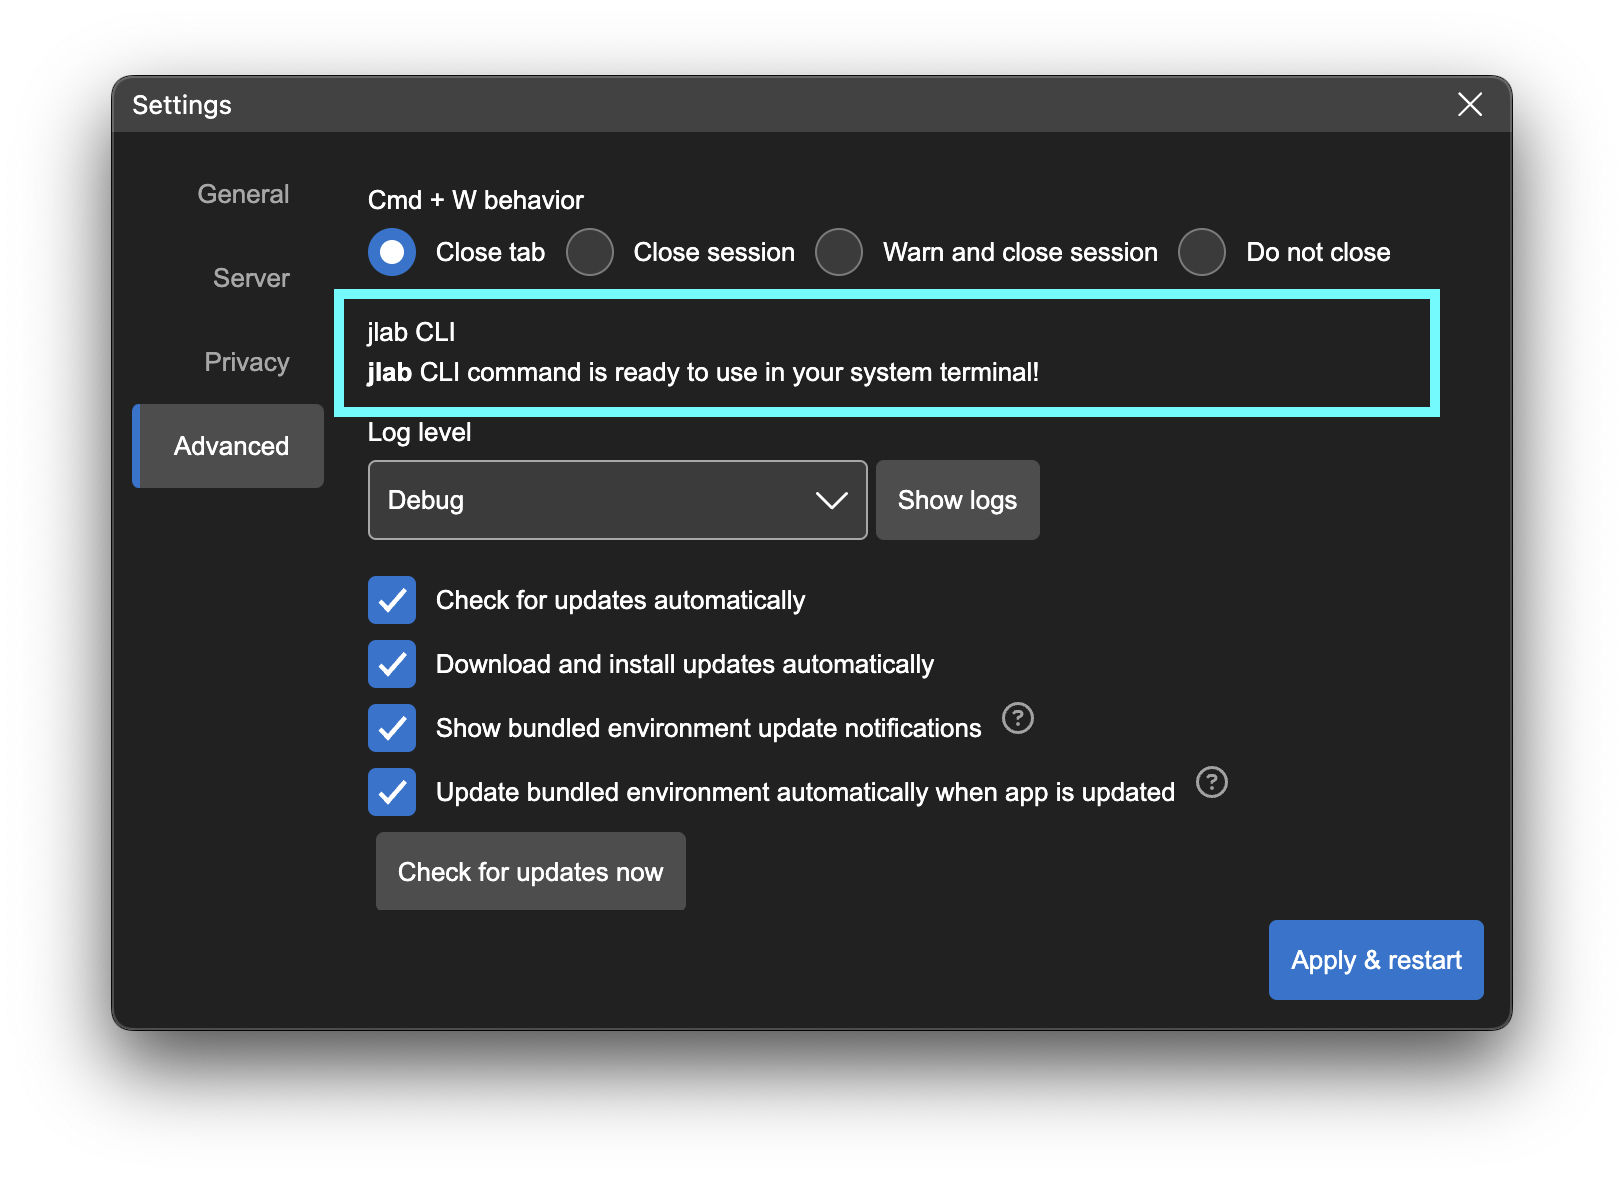 Settings
General
Server
Privacy
Advanced
Cmd + W behavior
Close tab Close session Warn and close session Do not close
jlab CLI
jlab CLI command is ready to use in your system terminal!
Log level
Debug Show logs
Check for updates automatically
Download and install updates automatically
Show bundled environment update notifications ?
Update bundled environment automatically when app is updated ?
Check for updates now
Apply & restart